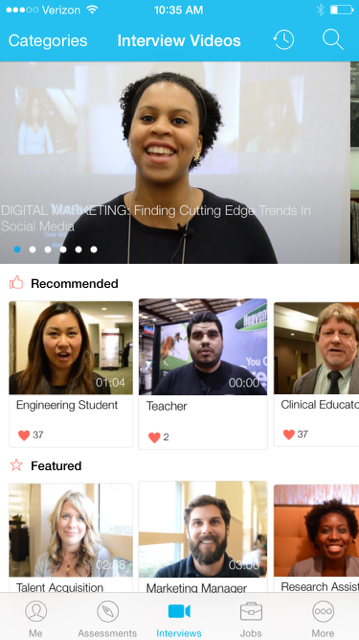 Verizon 10:35 AM
Categories Interview Videos
DIGITAL MARKETING: Finding Cutting Edge Trends In
Social Media
Recommended
01:04 00:00
Engineering Student Teacher Clinical Educato
37 2 37
Featured
02:38 03:00
Talent Acquisition Marketing Manager Research Assist
Me Assessments Interviews Jobs More